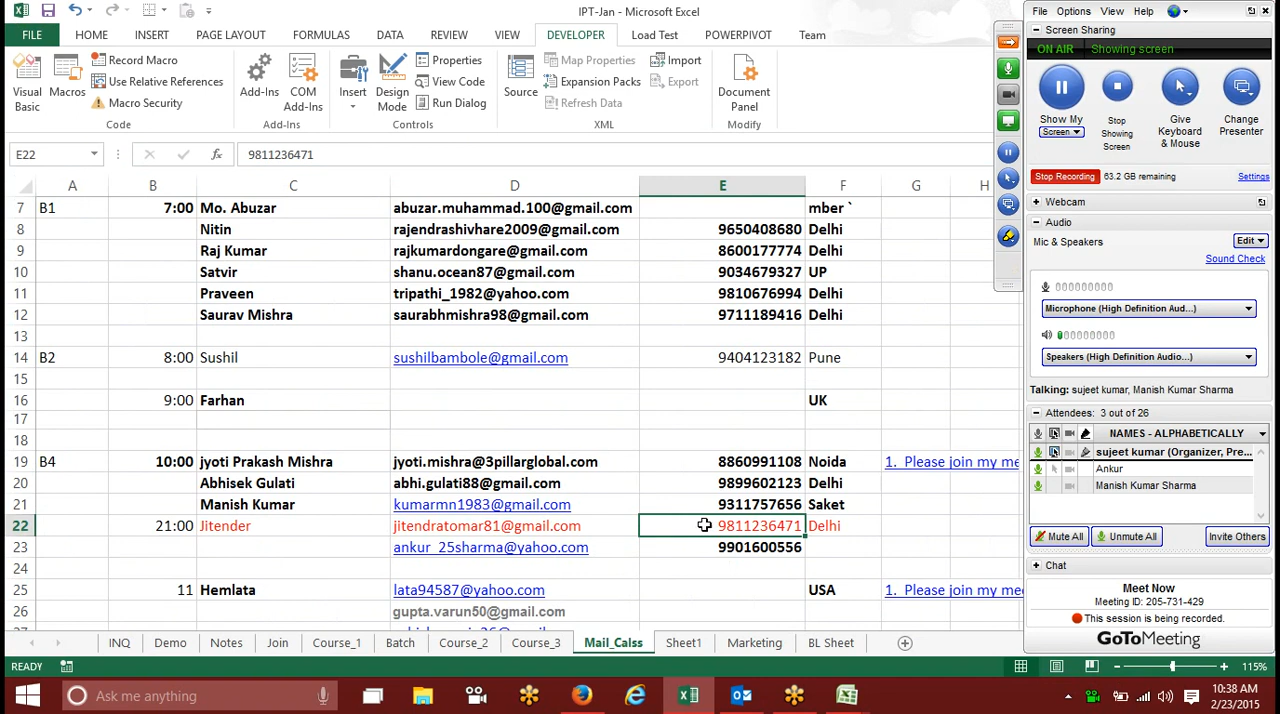 IPT-Jan - Microsoft Excel
FILE HOME INSERT PAGE LAYOUT FORMULAS DATA REVIEW VIEW DEVELOPER Load Test POWERPIVOT Team
Visual Basic
Macros
Record Macro
Use Relative References
Macro Security
Code
Add-Ins
COM Add-Ins
Add-Ins
Insert
Design Mode
Properties
View Code
Run Dialog
Controls
Source
Map Properties
Expansion Packs
Refresh Data
Import
Export
XML
Document Panel
Modify
E22 fx 9811236471
A B C D E F G H
7 B1 7:00 Mo. Abuzar abuzar.muhammad.100@gmail.com mber `
8 Nitin rajendrashivhare2009@gmail.com 9650408680 Delhi
9 Raj Kumar rajkumardongare@gmail.com 8600177774 Delhi
10 Satvir shanu.ocean87@gmail.com 9034679327 UP
11 Praveen tripathi_1982@yahoo.com 9810676994 Delhi
12 Saurav Mishra saurabhmishra98@gmail.com 9711189416 Delhi
13
14 B2 8:00 Sushil sushilbambole@gmail.com 9404123182 Pune
15
16 9:00 Farhan UK
17
18
19 B4 10:00 jyoti Prakash Mishra jyoti.mishra@3pillarglobal.com 8860991108 Noida 1. Please join my me
20 Abhisek Gulati abhi.gulati88@gmail.com 9899602123 Delhi
21 Manish Kumar kumarmn1983@gmail.com 9311757656 Saket
22 21:00 Jitender jitendratomar81@gmail.com 9811236471 Delhi
23 ankur_25sharma@yahoo.com 9901600556
24
25 11 Hemlata lata94587@yahoo.com USA 1. Please join my me
26 gupta.varun50@gmail.com
INQ Demo Notes Join Course_1 Batch Course_2 Course_3 Mail_Calss Sheet1 Marketing BL Sheet
READY 115%
Ask me anything
10:38 AM
2/23/2015
File Options View Help
Screen Sharing
ON AIR Showing screen
Show My
Screen
Stop Showing Screen
Give Keyboard & Mouse
Change Presenter
Stop Recording 63.2 GB remaining Settings
Webcam
Audio
Mic & Speakers Edit
Sound Check
Microphone (High Definition Aud...)
Speakers (High Definition Audio...)
Talking: sujeet kumar, Manish Kumar Sharma
Attendees: 3 out of 26
NAMES - ALPHABETICALLY
sujeet kumar (Organizer, Pre...
Ankur
Manish Kumar Sharma
Mute All Unmute All Invite Others
Chat
Meet Now
Meeting ID: 205-731-429
This session is being recorded.
GoToMeeting